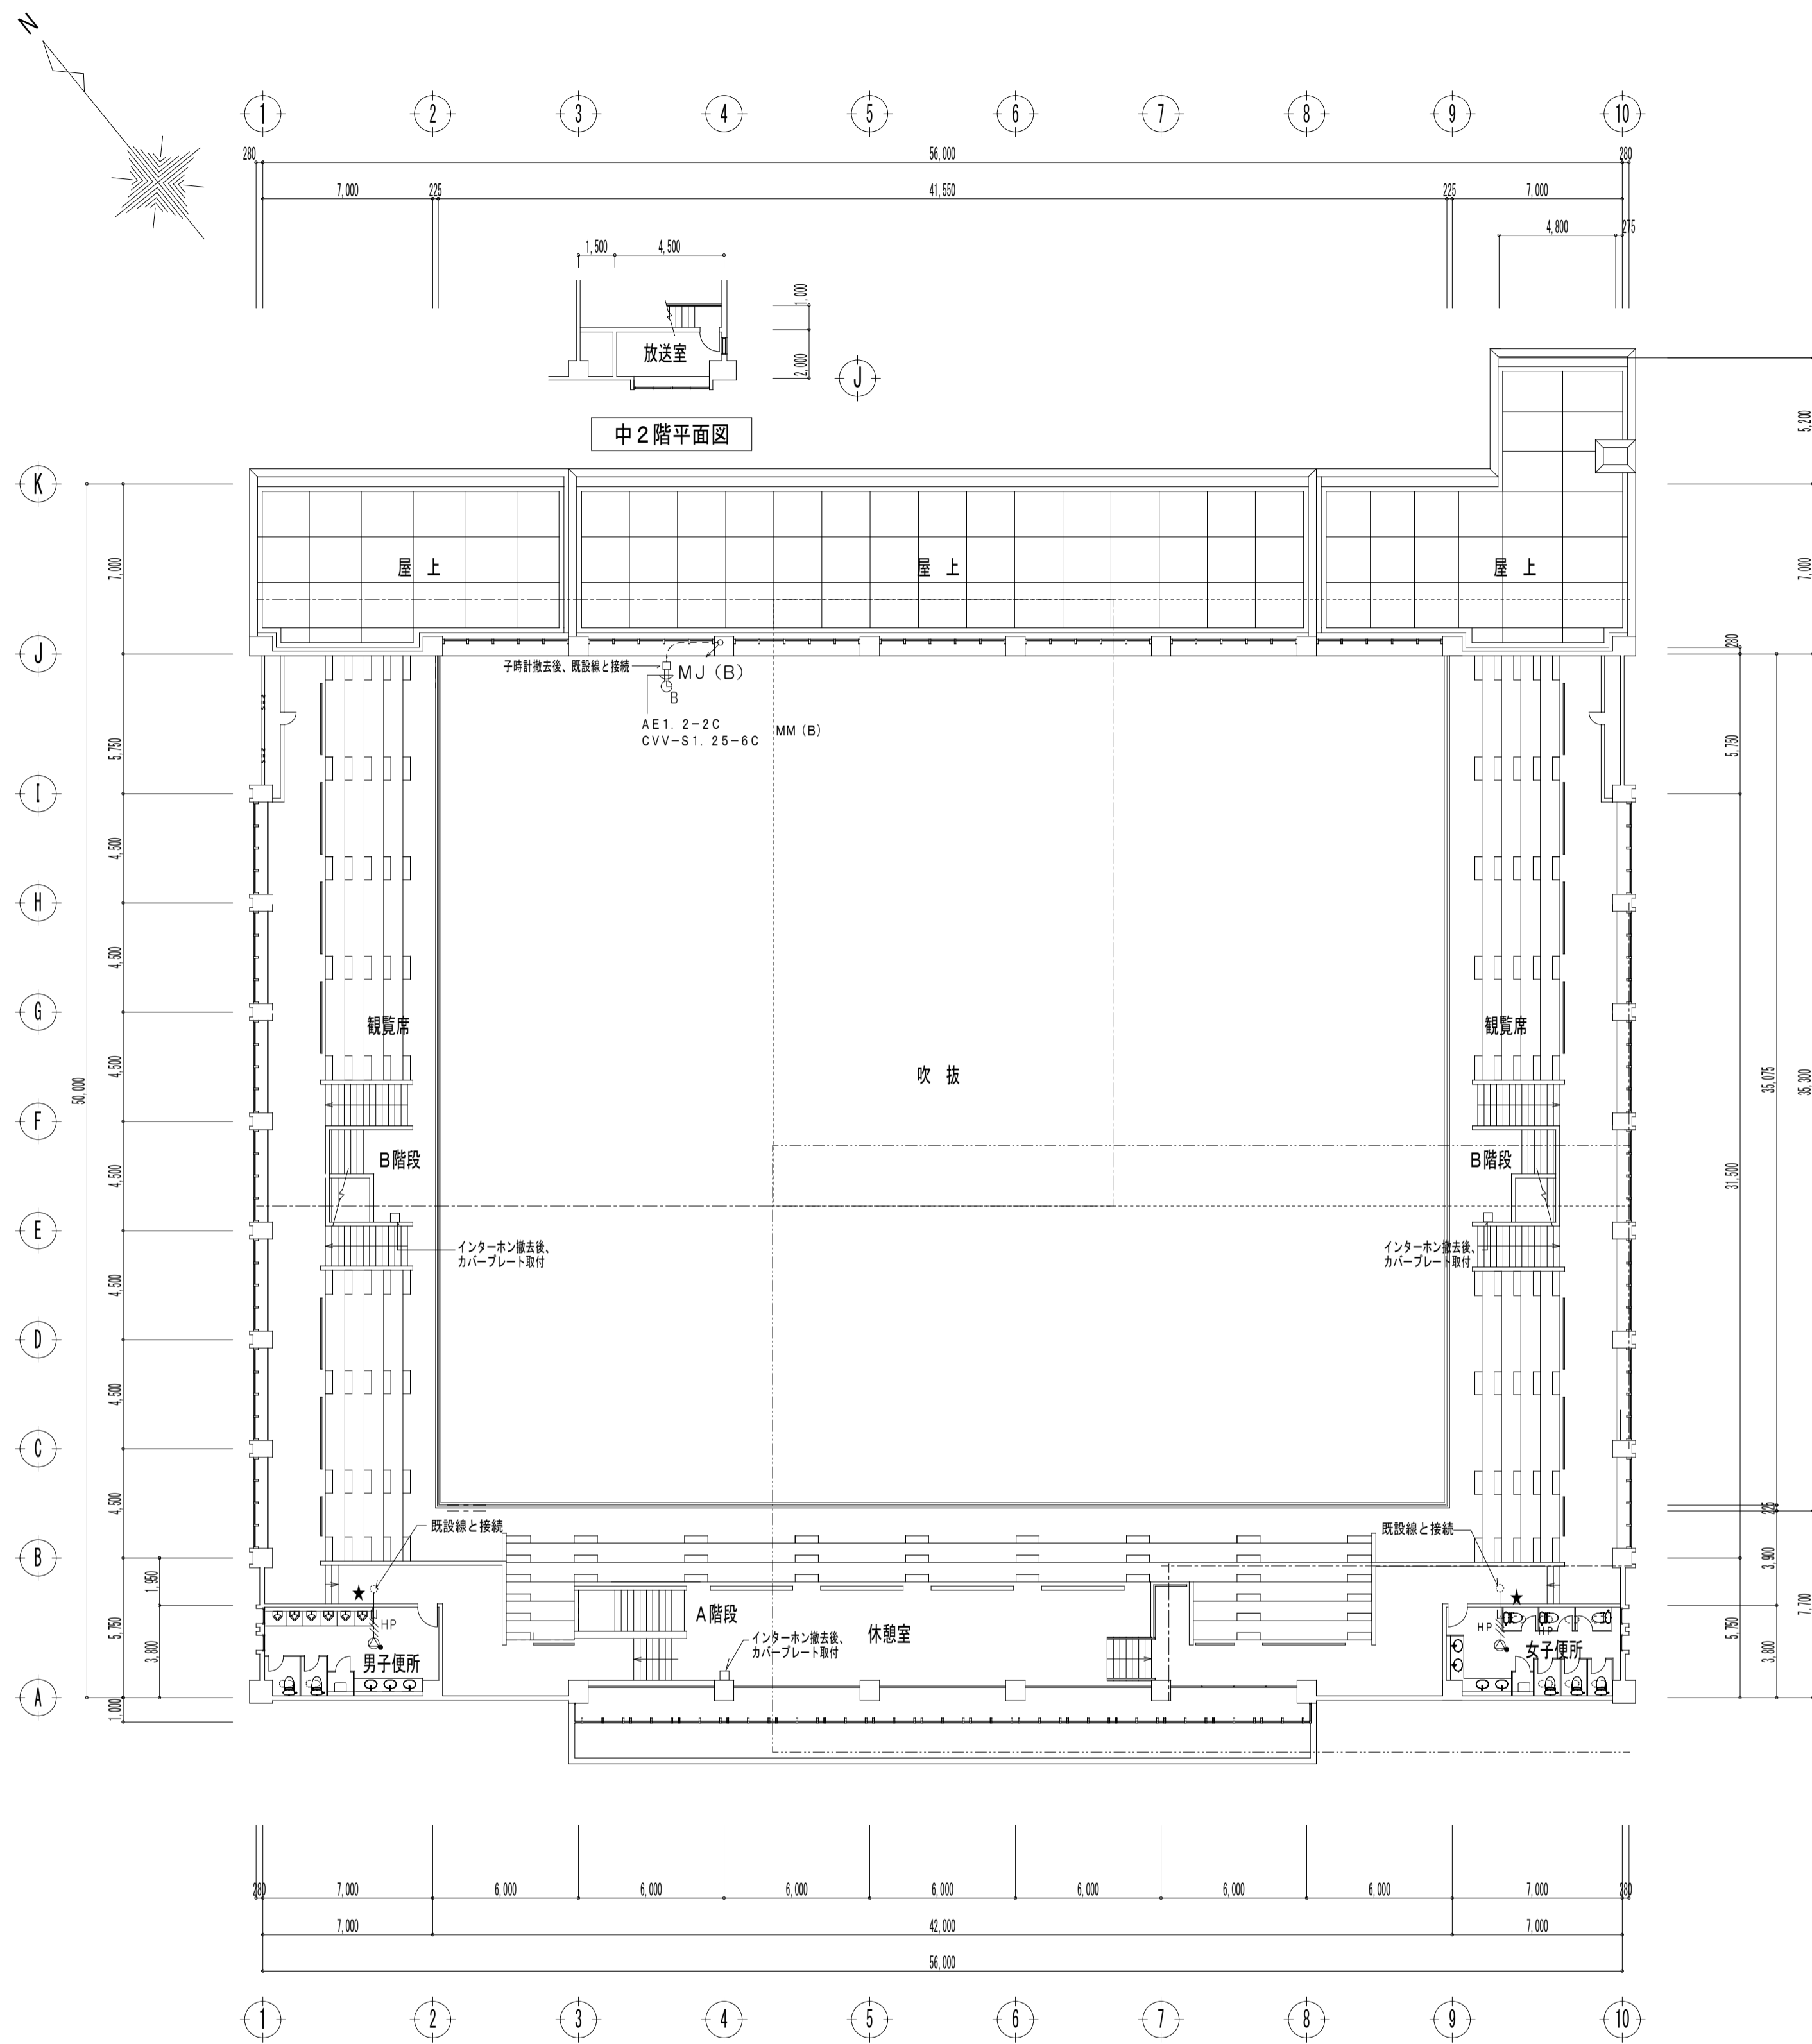 N
1 2 3 4 5 6 7 8 9 10
280 56,000 280
7,000 225 41,550 225 7,000
4,800 275
1,500 4,500
1,000
2,000
放送室
J
中2階平面図
K
J
I
H
G
F
E
D
C
B
A
50,000
7,000
5,750
4,500
4,500
4,500
4,500
4,500
4,500
4,500
5,750
1,000
1,950
3,800
屋上 屋上 屋上
子時計撤去後、既設線と接続
MJ(B)
B
AE1.2-2C
CVV-S1.25-6C
MM(B)
観覧席 観覧席
吹抜
B階段 B階段
インターホン撤去後、
カバープレート取付
インターホン撤去後、
カバープレート取付
既設線と接続 既設線と接続
★ ★
HP
HP HP
男子便所
A階段
休憩室
インターホン撤去後、
カバープレート取付
女子便所
5,200
7,000
280
5,750
31,500
35,075
35,300
225
3,900
7,700
5,750
3,800
280 7,000 6,000 6,000 6,000 6,000 6,000 6,000 6,000 7,000 280
7,000 42,000 7,000
56,000
1 2 3 4 5 6 7 8 9 10